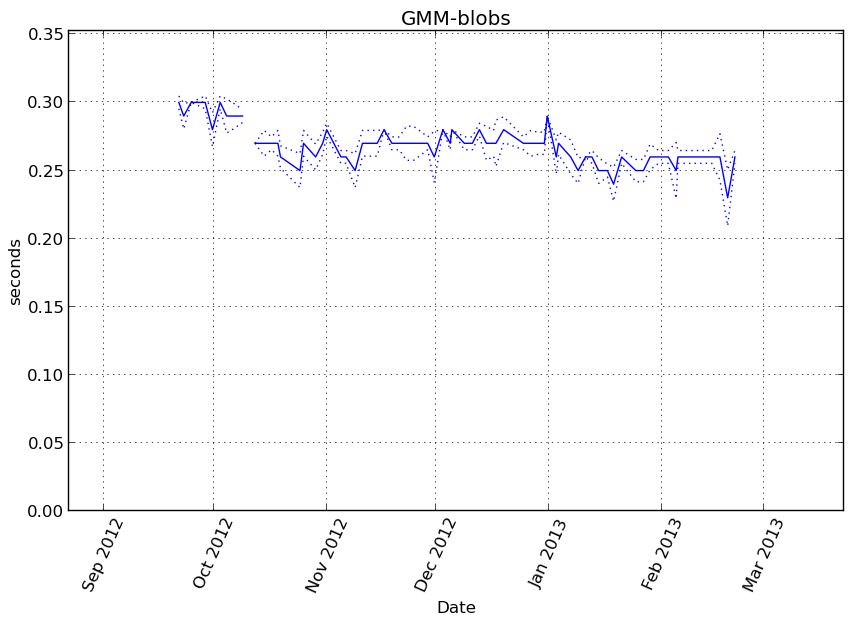 GMM-blobs
0.35
0.30
0.25
0.20
0.15
0.10
0.05
0.00
seconds
Sep 2012
Oct 2012
Nov 2012
Dec 2012
Jan 2013
Feb 2013
Mar 2013
Date